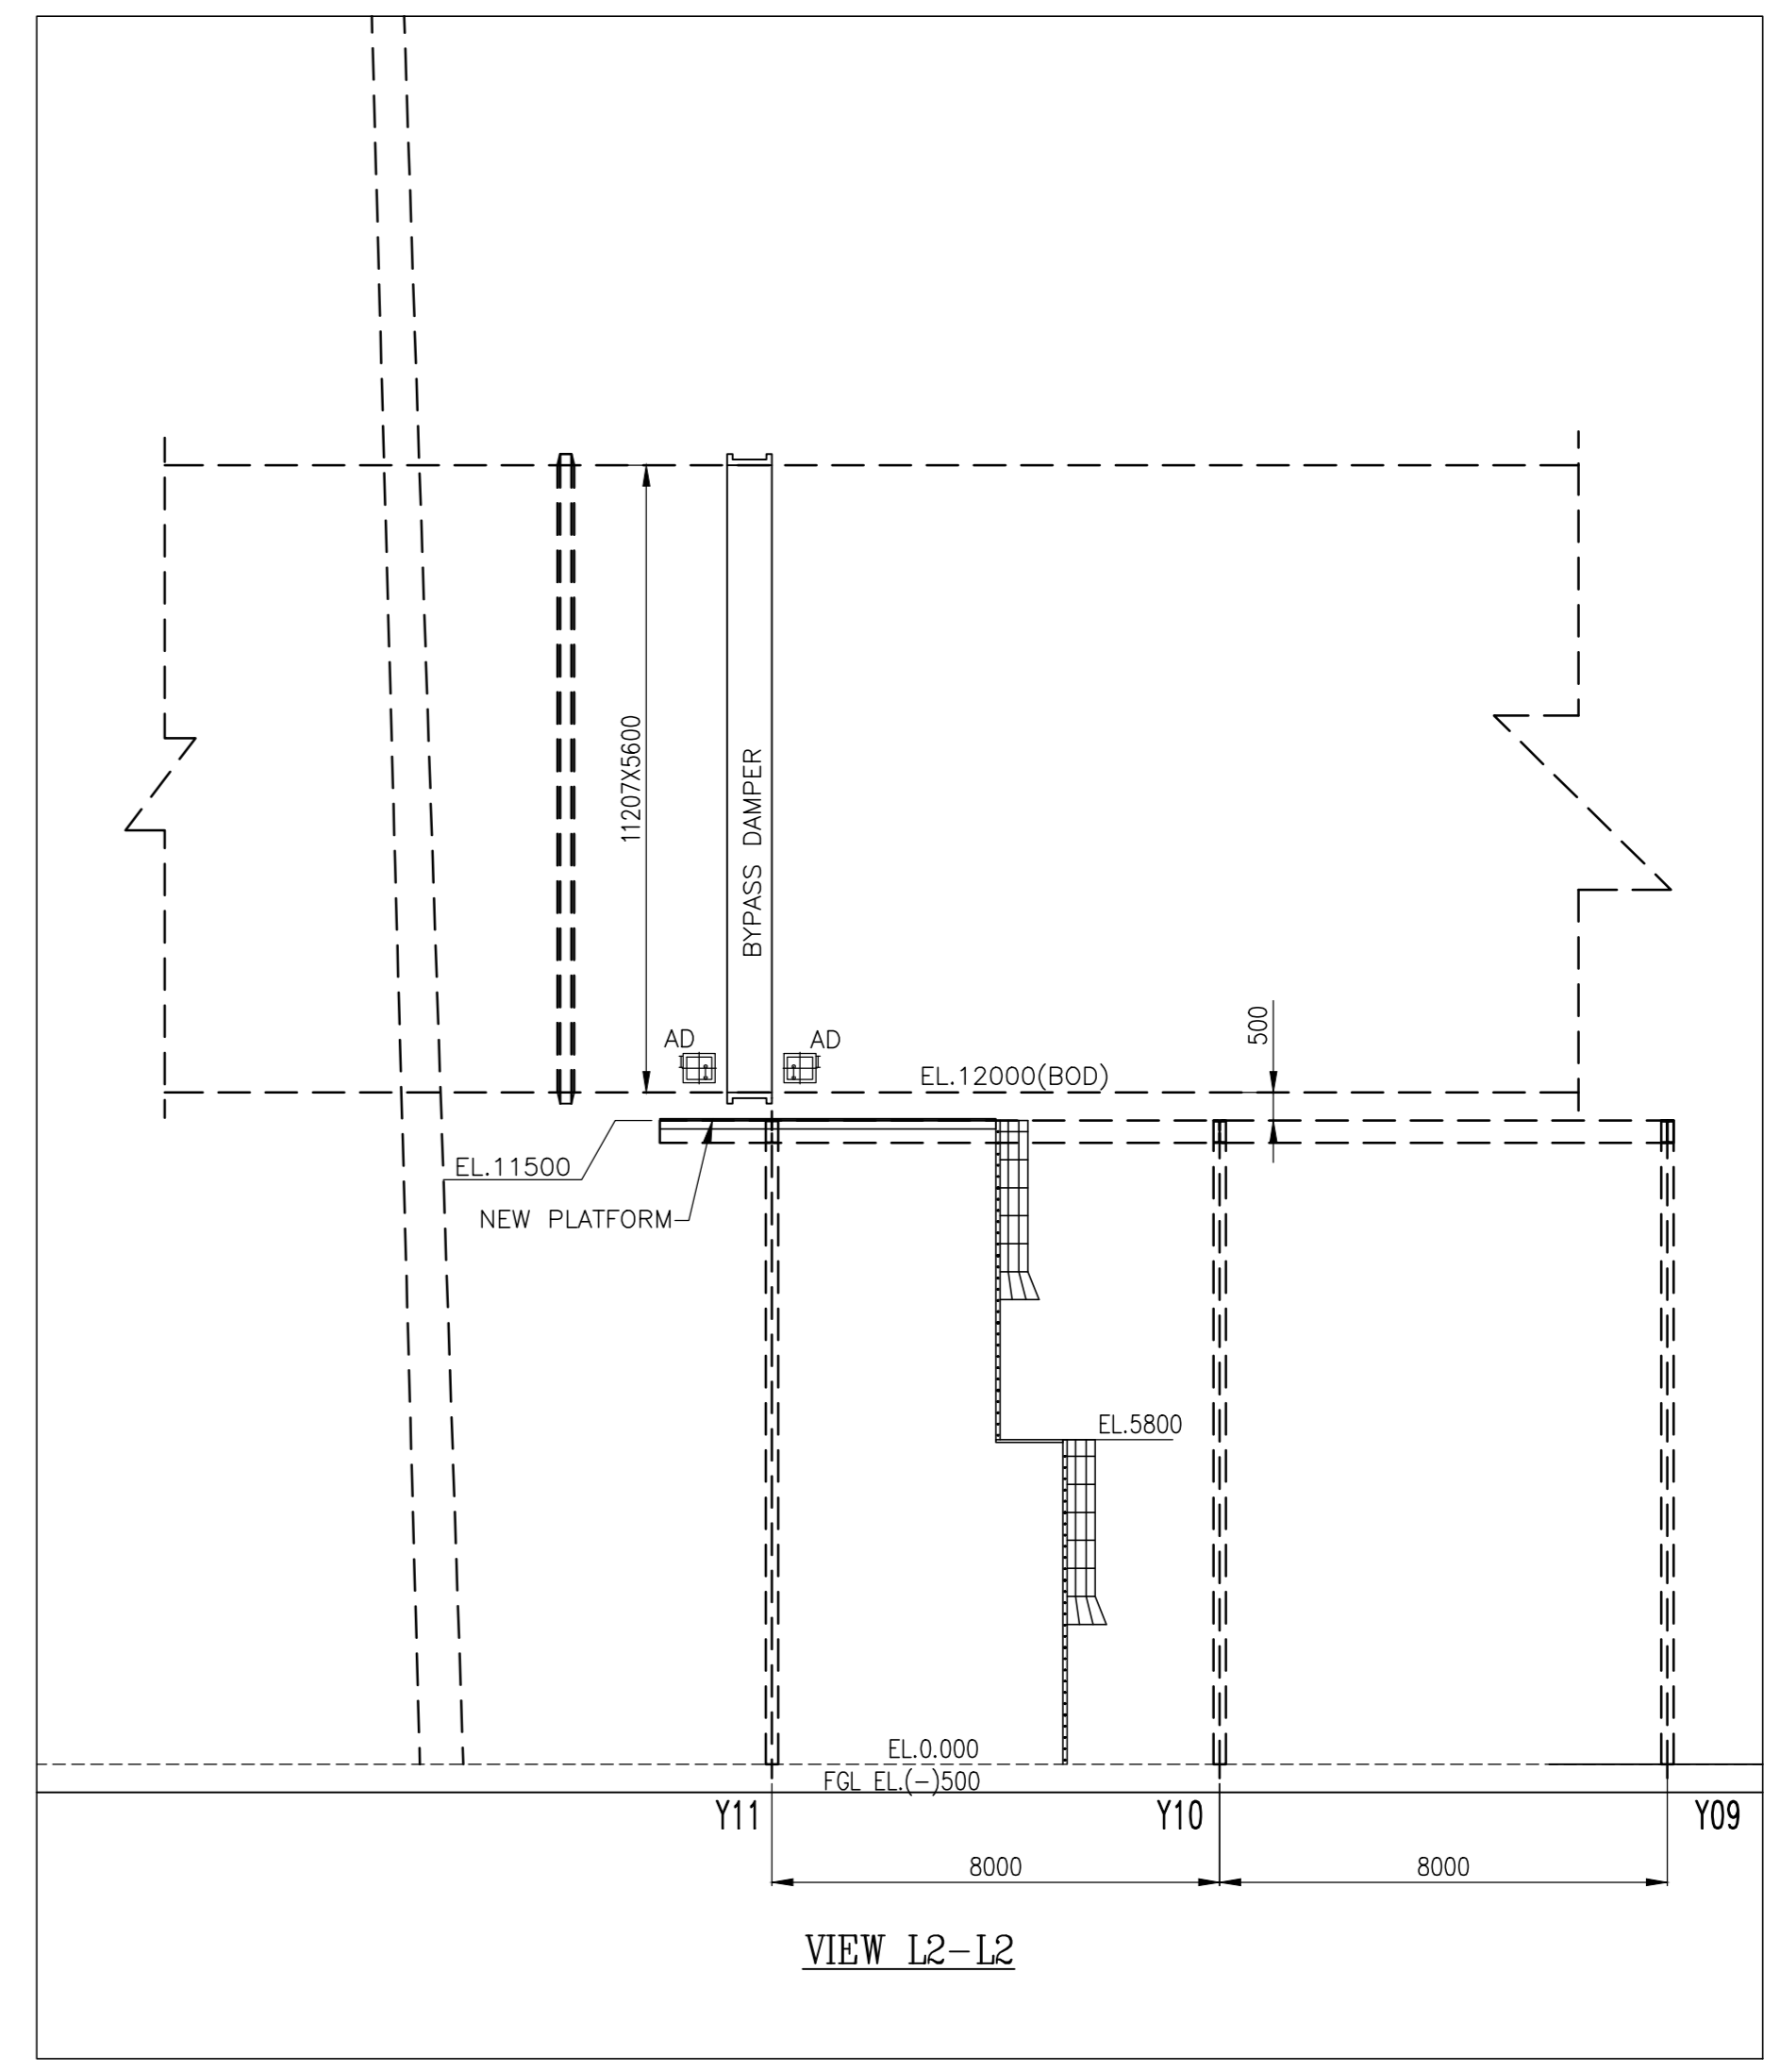 11207X5600
BYPASS DAMPER
AD
AD
500
EL.12000(BOD)
EL.11500
NEW PLATFORM
EL.5800
EL.0.000
FGL EL.(-)500
Y11
Y10
Y09
8000
8000
VIEW L2-L2